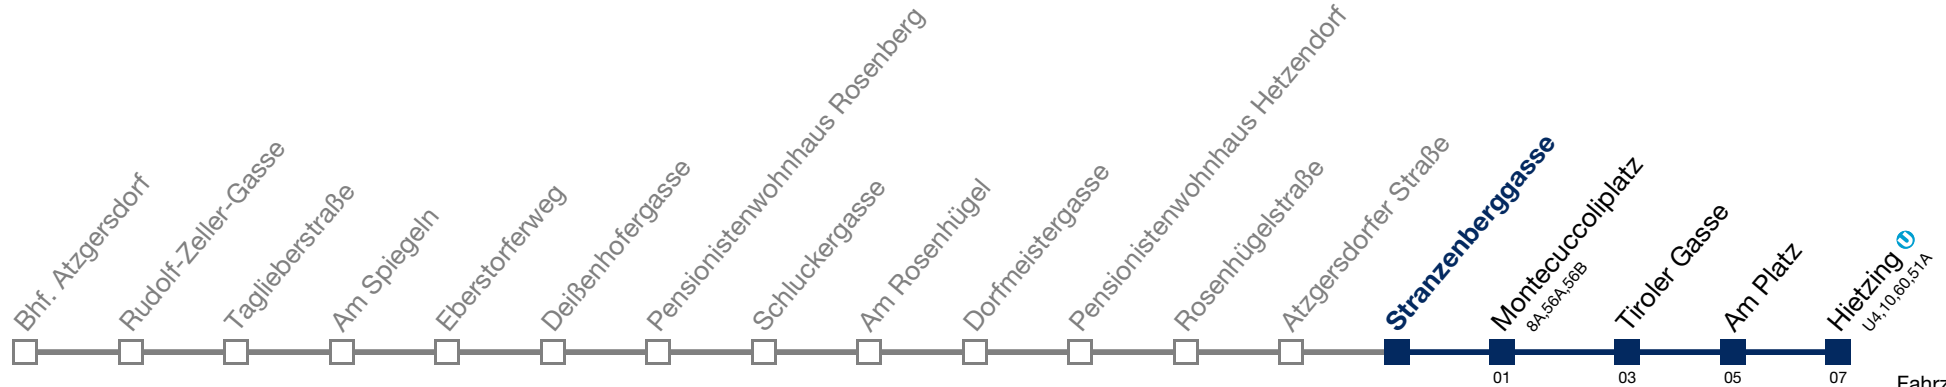 Bhf. Atzgersdorf
Rudolf-Zeller-Gasse
Taglieberstraße
Am Spiegeln
Eberstorferweg
Deißenhofergasse
Pensionistenwohnhaus Rosenberg
Schluckergasse
Am Rosenhügel
Dorfmeistergasse
Pensionistenwohnhaus Hetzendorf
Rosenhügelstraße
Atzgersdorfer Straße
Stranzenberggasse
Montecuccoliplatz
8A,56A,56B
Tiroler Gasse
Am Platz
Hietzing U
U4,10,60,51A
01
03
05
07
Fahrz